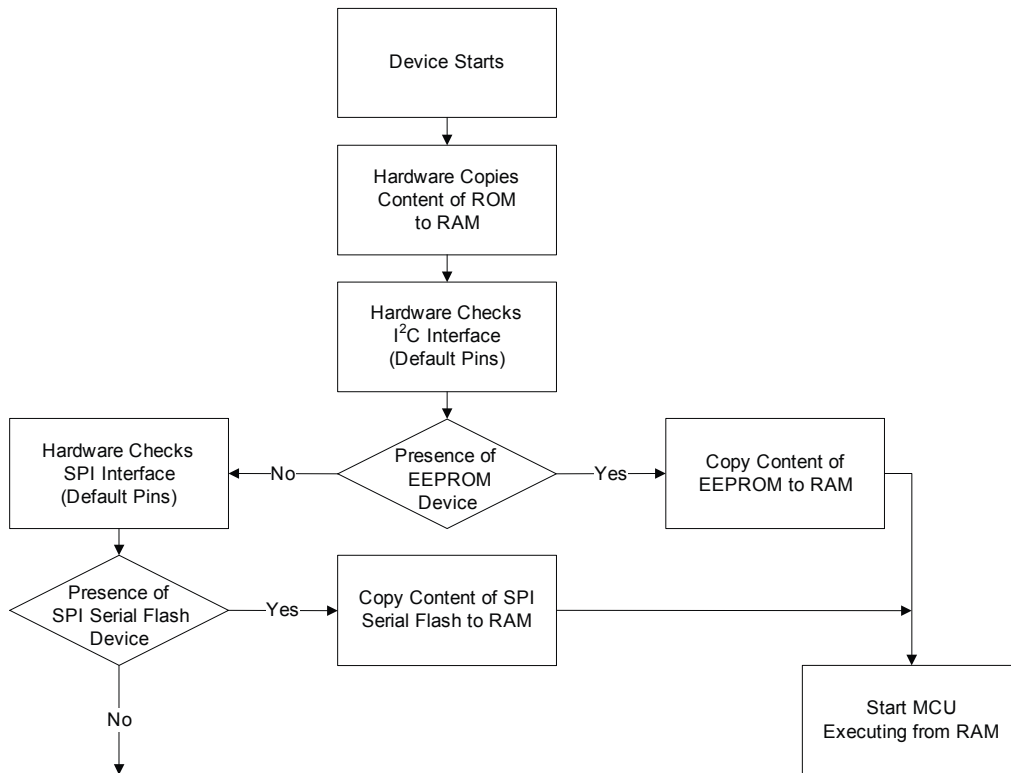 Device Starts
Hardware Copies
Content of ROM
to RAM
Hardware Checks
I²C Interface
(Default Pins)
Hardware Checks
SPI Interface
(Default Pins)
No
Presence of
EEPROM
Device
Yes
Copy Content of
EEPROM to RAM
Presence of
SPI Serial Flash
Device
Yes
Copy Content of SPI
Serial Flash to RAM
No
Start MCU
Executing from RAM